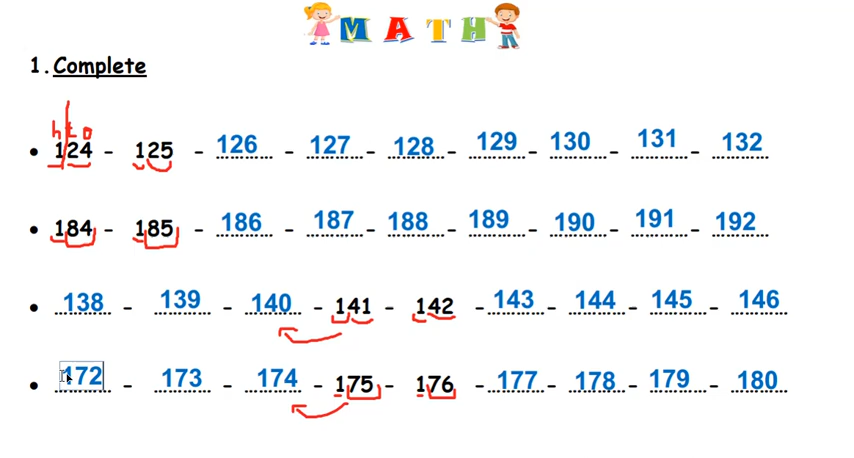 MATH
1. Complete
h t o
• 124 - 125 - 126 - 127 - 128 - 129 - 130 - 131 - 132
• 184 - 185 - 186 - 187 - 188 - 189 - 190 - 191 - 192
• 138 - 139 - 140 - 141 - 142 - 143 - 144 - 145 - 146
• 172 - 173 - 174 - 175 - 176 - 177 - 178 - 179 - 180